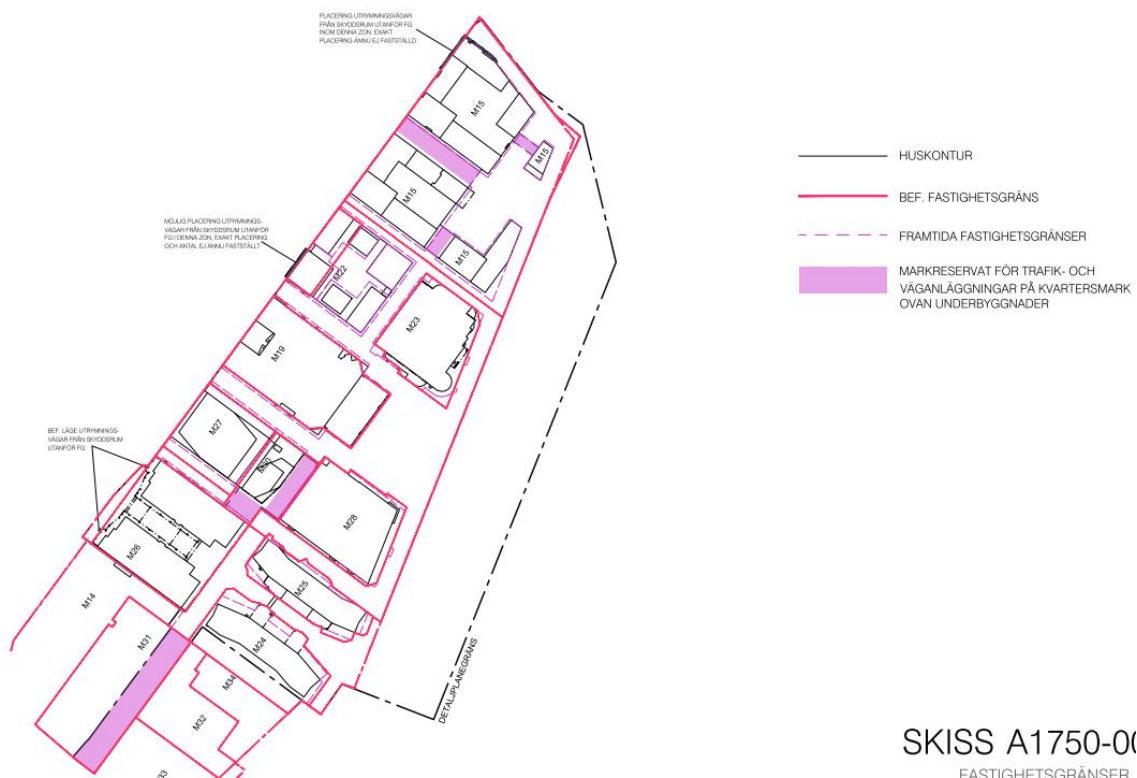 PLACERING UTRYMNINGSVÄGAR
FRÅN SKYDDSRUM UTANFÖR FG
INOM DENNA ZON. EXAKT
PLACERING ÄNNU EJ FASTSTÄLLD
M15
M15
M15
M15
HUSKONTUR
BEF. FASTIGHETSGRÄNS
FRAMTIDA FASTIGHETSGRÄNSER
MARKRESERVAT FÖR TRAFIK- OCH
VÄGANLÄGGNINGAR PÅ KVARTERSMARK
OVAN UNDERBYGGNADER
MÖJLIG PLACERING UTRYMNINGS-
VÄGAR FRÅN SKYDDSRUM UTANFÖR
FG I DENNA ZON. EXAKT PLACERING
OCH ANTAL EJ ÄNNU FASTSTÄLLT
M22
M23
M19
BEF. LÄGE UTRYMNINGS-
VÄGAR FRÅN SKYDDSRUM
UTANFÖR FG
M27
M28
M26
M25
M14
M31
M24
M34
M32
33
DETALJPLANEGRÄNS
SKISS A1750-00
FASTIGHETSGRÄNSER